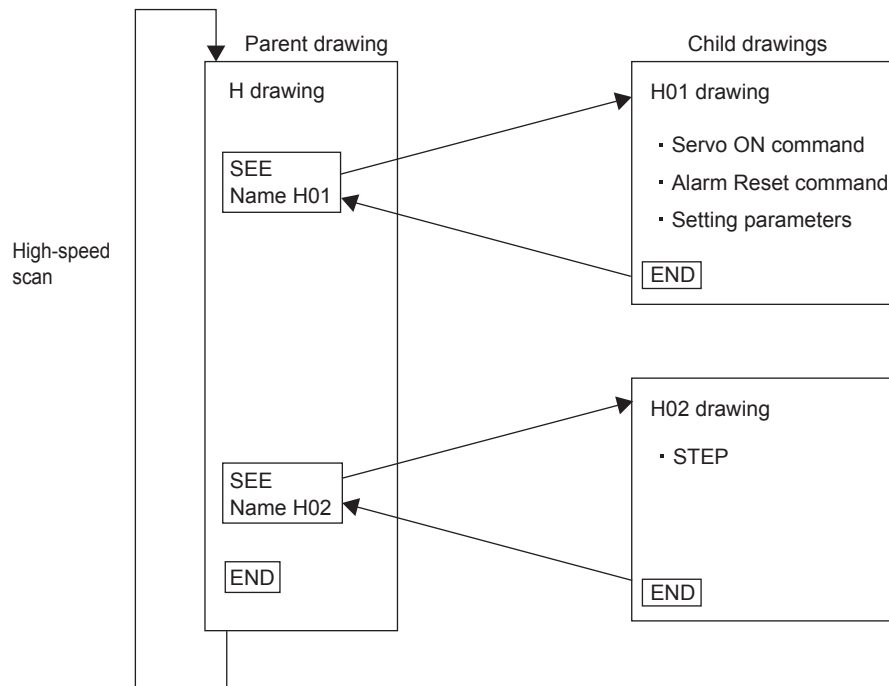 Parent drawing
Child drawings
H drawing
SEE
Name H01
High-speed
scan
SEE
Name H02
END
H01 drawing
・Servo ON command
・Alarm Reset command
・Setting parameters
END
H02 drawing
・STEP
END